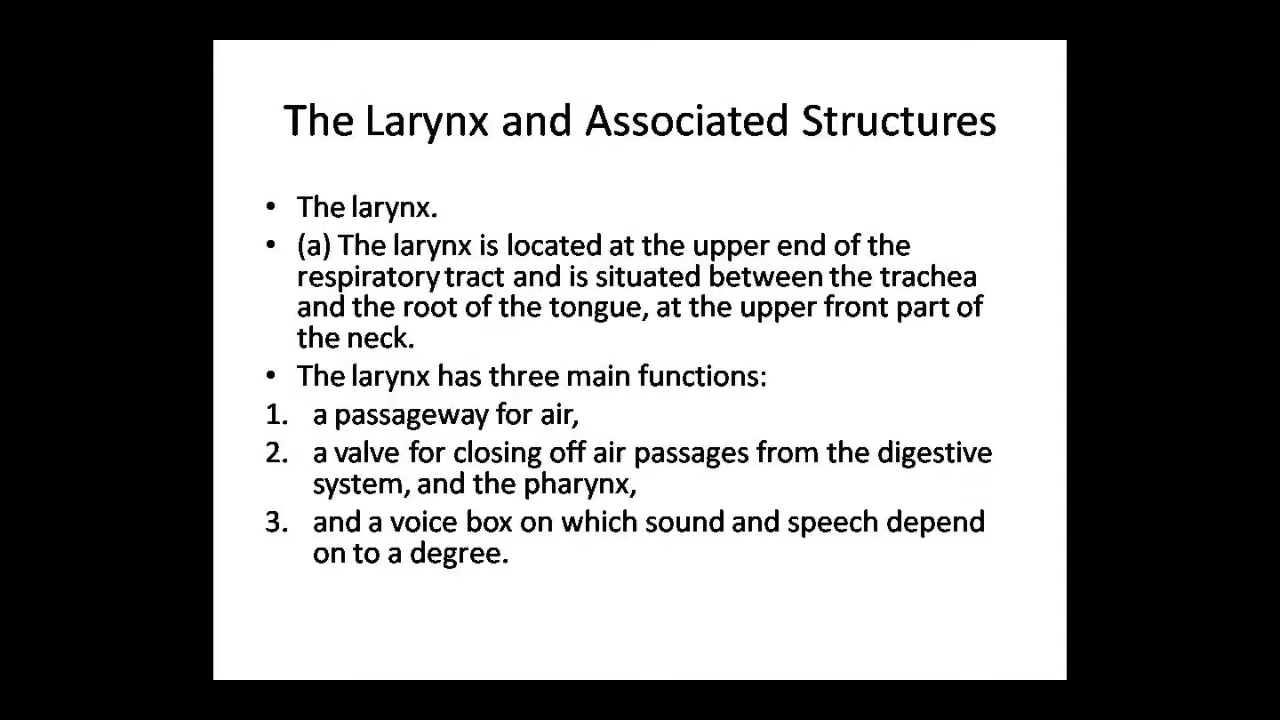 The Larynx and Associated Structures
• The larynx.
• (a) The larynx is located at the upper end of the
respiratory tract and is situated between the trachea
and the root of the tongue, at the upper front part of
the neck.
• The larynx has three main functions:
1. a passageway for air,
2. a valve for closing off air passages from the digestive
system, and the pharynx,
3. and a voice box on which sound and speech depend
on to a degree.